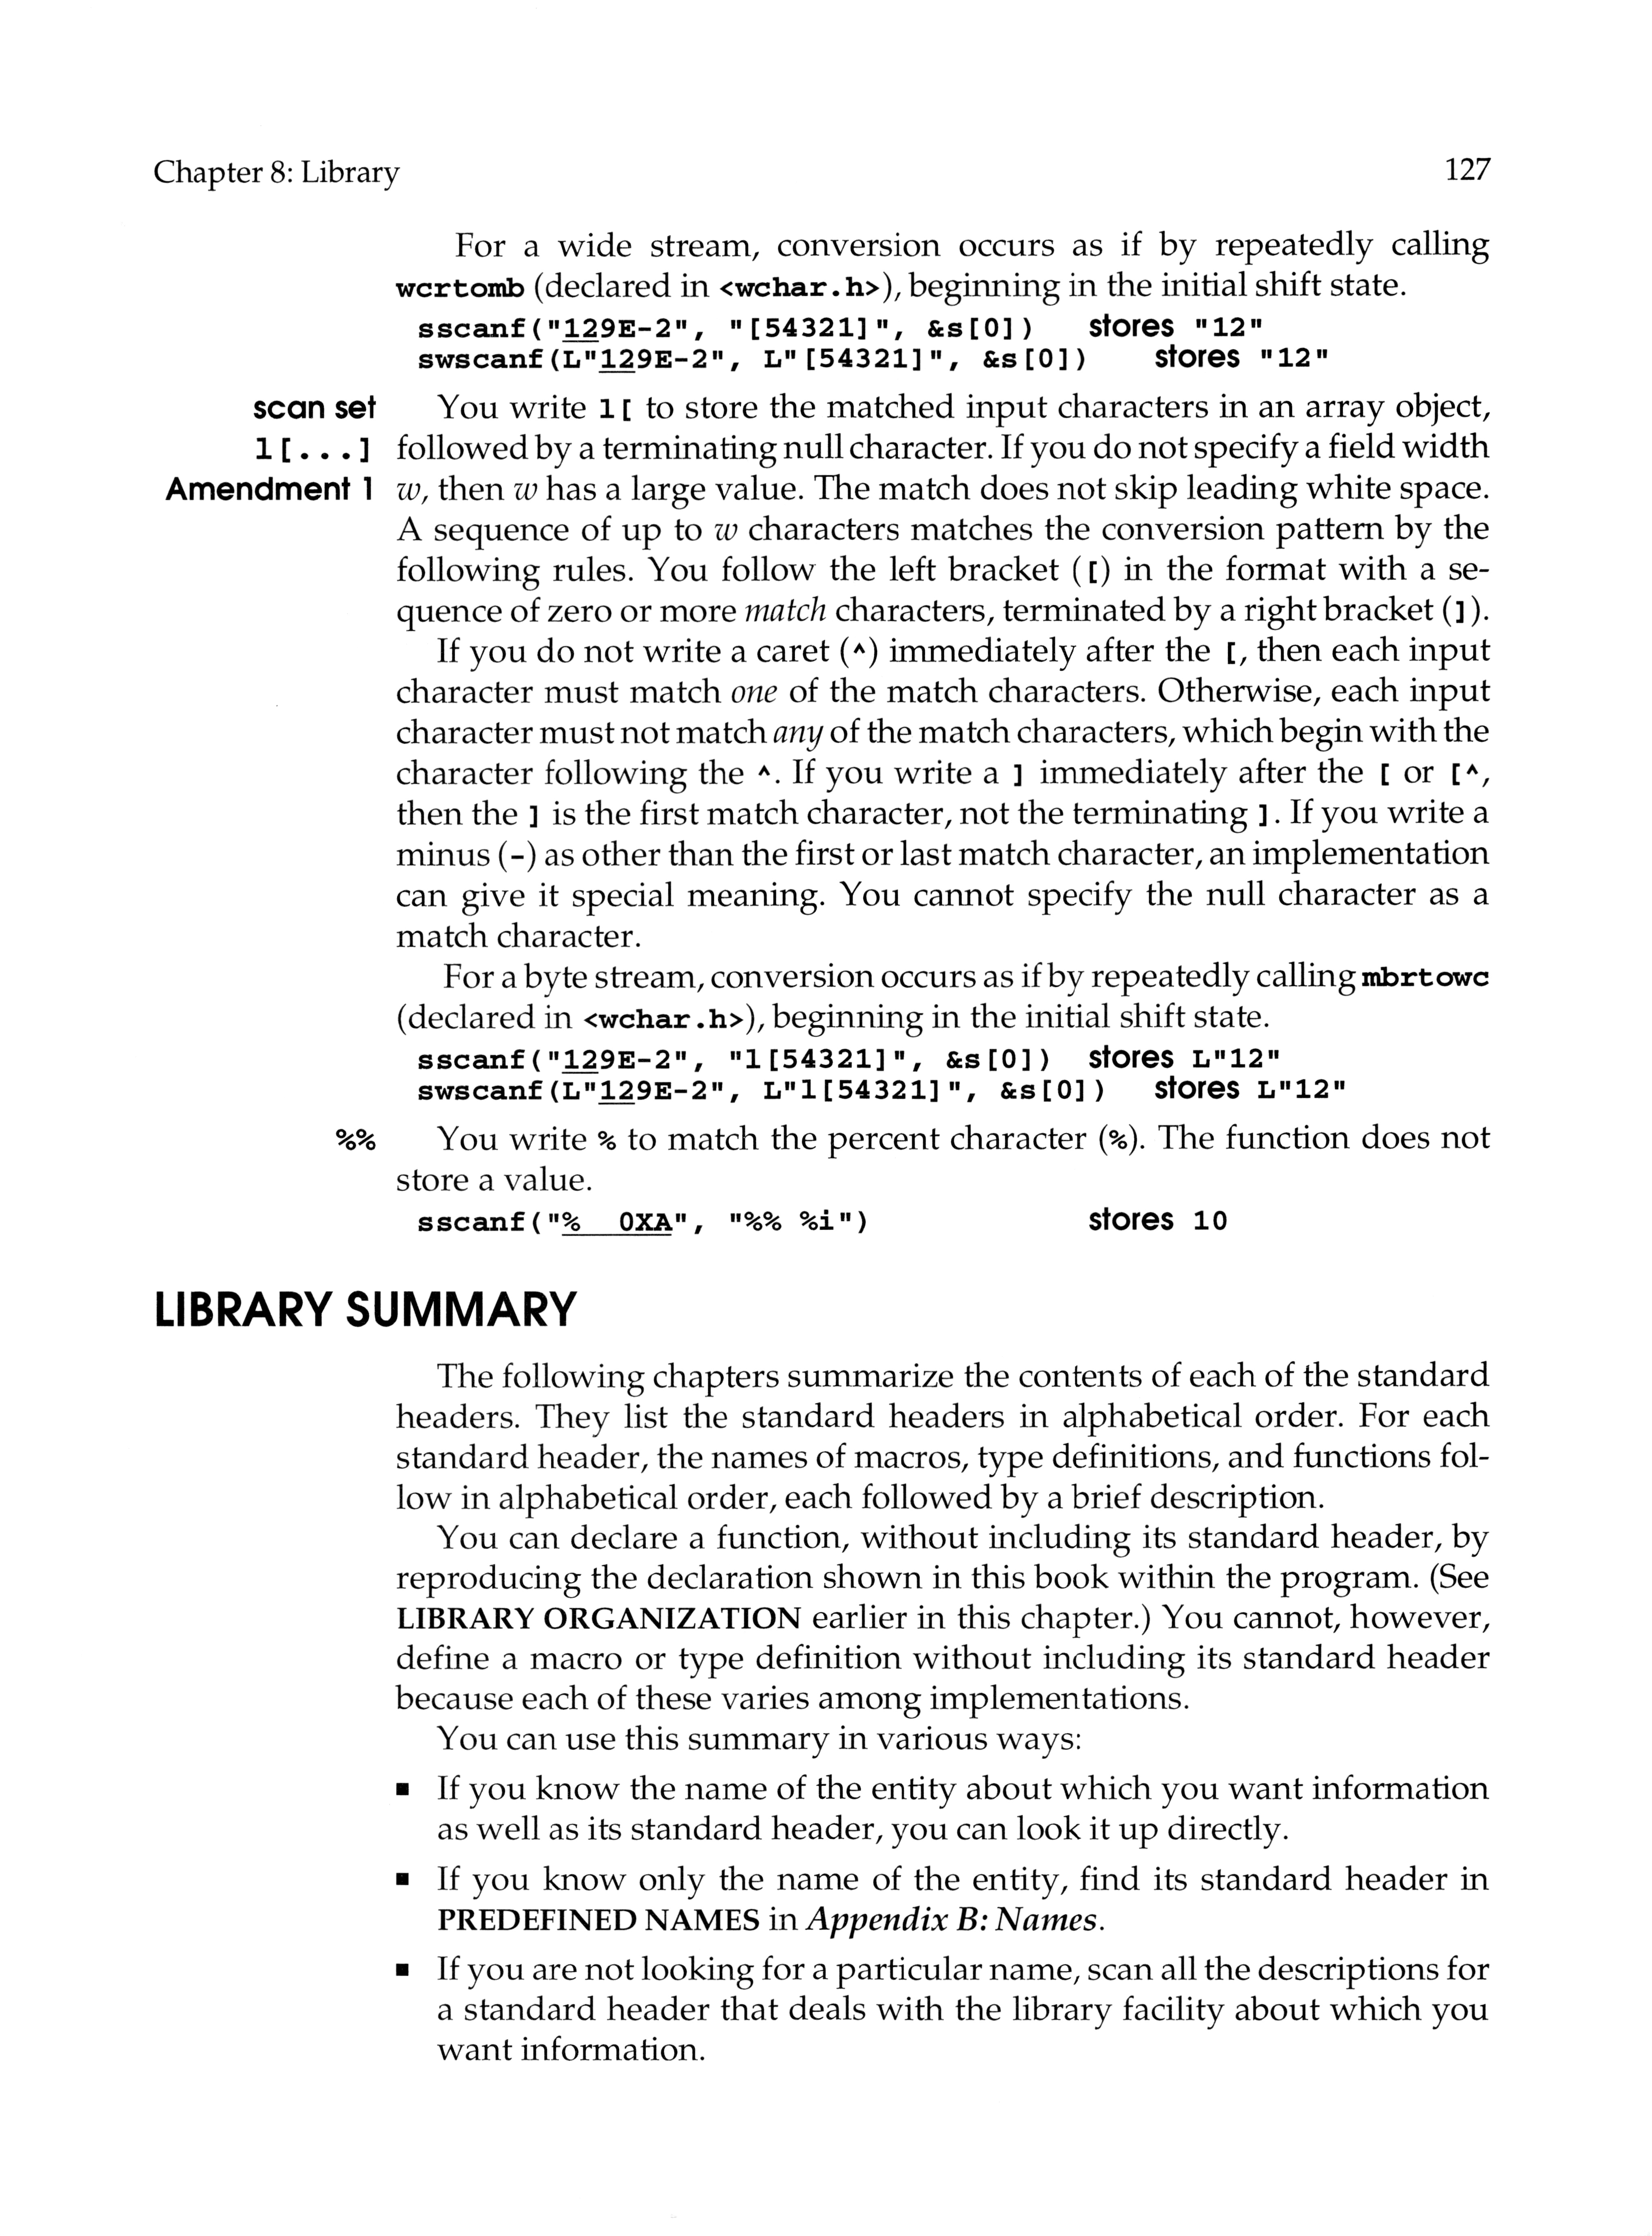 Chapter 8: Library 127
For a wide stream, conversion occurs as if by repeatedly calling
wcrtomb (declared in <wchar.h>), beginning in the initial shift state.
sscanf("129E-2", "[54321]", &s[0]) stores "12"
swscanf(L"129E-2", L"[54321]", &s[0]) stores "12"
scan set You write l[ to store the matched input characters in an array object,
l[...] followed by a terminating null character. If you do not specify a field width
Amendment 1 w, then w has a large value. The match does not skip leading white space.
A sequence of up to w characters matches the conversion pattern by the
following rules. You follow the left bracket ([) in the format with a se-
quence of zero or more match characters, terminated by a right bracket (]).
If you do not write a caret (^) immediately after the [, then each input
character must match one of the match characters. Otherwise, each input
character must not match any of the match characters, which begin with the
character following the ^. If you write a ] immediately after the [ or [^,
then the ] is the first match character, not the terminating ]. If you write a
minus (-) as other than the first or last match character, an implementation
can give it special meaning. You cannot specify the null character as a
match character.
For a byte stream, conversion occurs as if by repeatedly calling mbrtowc
(declared in <wchar.h>), beginning in the initial shift state.
sscanf("129E-2", "l[54321]", &s[0]) stores L"12"
swscanf(L"129E-2", L"l[54321]", &s[0]) stores L"12"
%% You write % to match the percent character (%). The function does not
store a value.
sscanf("%  0XA", "%% %i") stores 10
LIBRARY SUMMARY
The following chapters summarize the contents of each of the standard
headers. They list the standard headers in alphabetical order. For each
standard header, the names of macros, type definitions, and functions fol-
low in alphabetical order, each followed by a brief description.
You can declare a function, without including its standard header, by
reproducing the declaration shown in this book within the program. (See
LIBRARY ORGANIZATION earlier in this chapter.) You cannot, however,
define a macro or type definition without including its standard header
because each of these varies among implementations.
You can use this summary in various ways:
▪ If you know the name of the entity about which you want information
as well as its standard header, you can look it up directly.
▪ If you know only the name of the entity, find its standard header in
PREDEFINED NAMES in Appendix B: Names.
▪ If you are not looking for a particular name, scan all the descriptions for
a standard header that deals with the library facility about which you
want information.